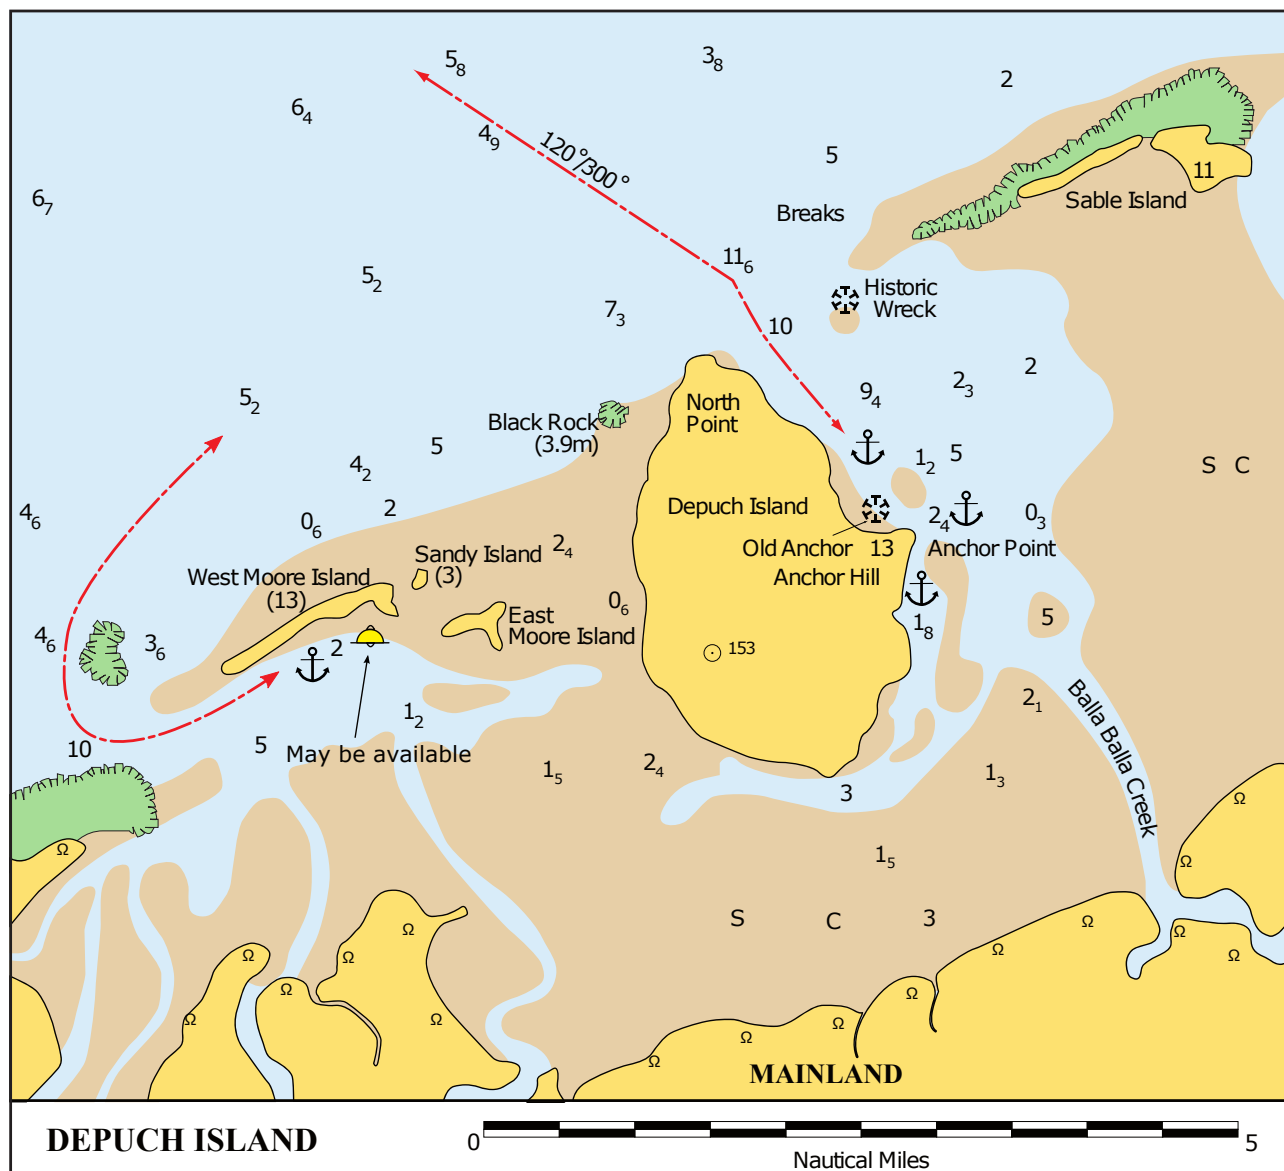 5₈
3₈
2
6₄
4₉
120°/300°
5
11
6₇
Sable Island
Breaks
11₆
5₂
Historic
Wreck
7₃
10
2
2₃
5₂
9₄
North
Point
Black Rock
(3.9m)
5
4₂
1₂
5
S C
2
Depuch Island
4₆
0₆
2₄
0₃
2₄
Old Anchor
13
Anchor Point
Sandy Island
(3)
West Moore Island
(13)
Anchor Hill
0₆
East
Moore Island
5
4₆
3₆
2
1₈
153
2₁
Balla Balla Creek
1₂
10
5
May be available
1₅
2₄
1₃
3
1₅
S C 3
MAINLAND
DEPUCH ISLAND
0
5
Nautical Miles